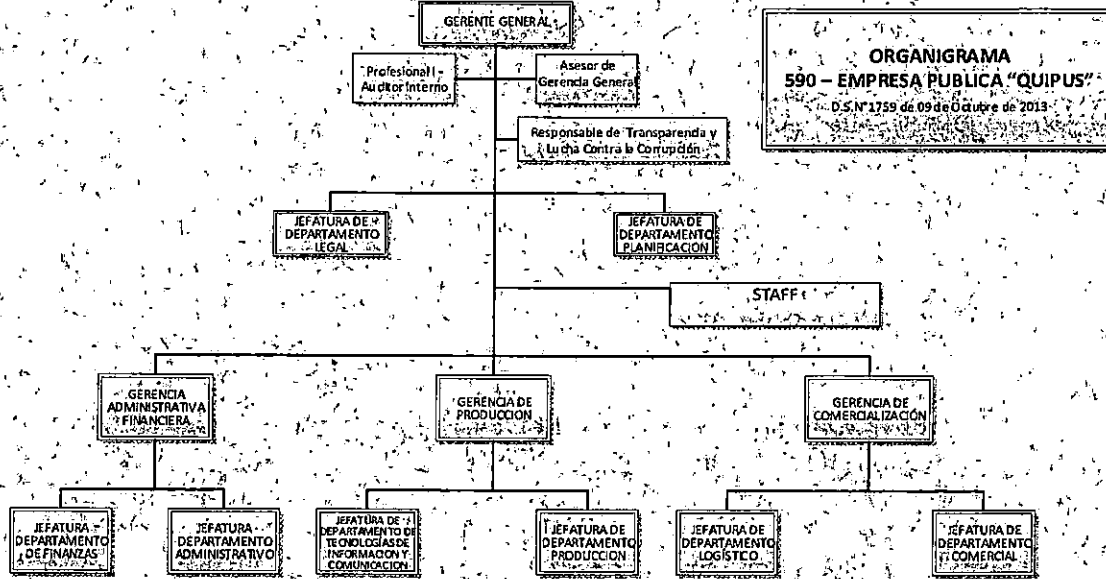 GERENTE GENERAL
ORGANIGRAMA
590 – EMPRESA PUBLICA "QUIPUS"
D.S. N°1759 de 09 de Octubre de 2013
Profesional I -
Auditor Interno
Asesor de
Gerencia General
Responsable de Transparencia y
Lucha Contra la Corrupción
JEFATURA DE
DEPARTAMENTO
LEGAL
JEFATURA DE
DEPARTAMENTO
PLANIFICACION
STAFF
GERENCIA
ADMINISTRATIVA
FINANCIERA
GERENCIA DE
PRODUCCION
GERENCIA DE
COMERCIALIZACIÓN
JEFATURA
DEPARTAMENTO
DE FINANZAS
JEFATURA
DEPARTAMENTO
ADMINISTRATIVO
JEFATURA DE
DEPARTAMENTO DE
TECNOLOGÍAS DE
INFORMACION Y
COMUNICACION
JEFATURA DE
DEPARTAMENTO
PRODUCCION
JEFATURA DE
DEPARTAMENTO
LOGÍSTICO
JEFATURA DE
DEPARTAMENTO
COMERCIAL